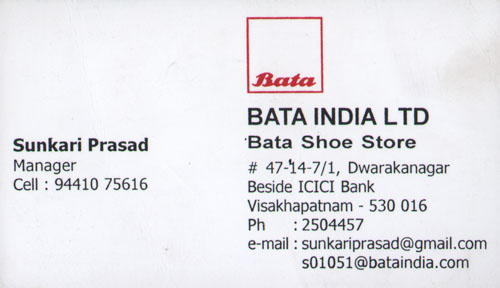 Bata
BATA INDIA LTD
Bata Shoe Store
Sunkari Prasad
Manager
Cell : 94410 75616
# 47-14-7/1, Dwarakanagar
Beside ICICI Bank
Visakhapatnam - 530 016
Ph : 2504457
e-mail : sunkariprasad@gmail.com
s01051@bataindia.com